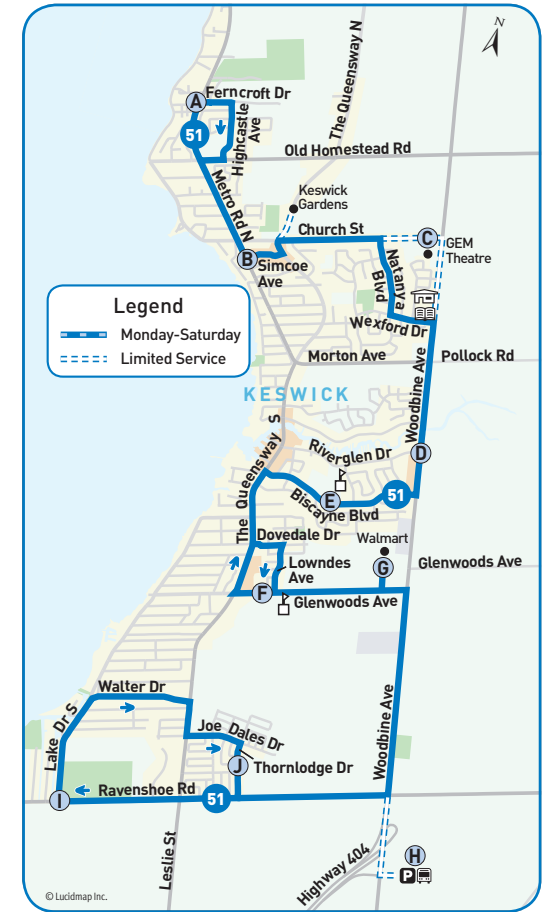 N
The Queensway N
A
Ferncroft Dr
51
Highcastle
Ave
Old Homestead Rd
Metro Rd N
Keswick
Gardens
Church St
C
GEM
Theatre
B
Simcoe
Ave
Natanya
Blvd
Legend
Monday-Saturday
Limited Service
Wexford Dr
Morton Ave
Pollock Rd
KESWICK
Woodbine Ave
The Queensway S
Riverglen Dr
D
E
51
Biscayne Blvd
Dovedale Dr
Walmart
G
Glenwoods Ave
Lowndes
Ave
F
Glenwoods Ave
Walter Dr
Lake Dr S
Joe Dales Dr
Woodbine Ave
J
Thornlodge Dr
Ravenshoe Rd
I
51
Leslie St
Highway 404
H
P
© Lucidmap Inc.